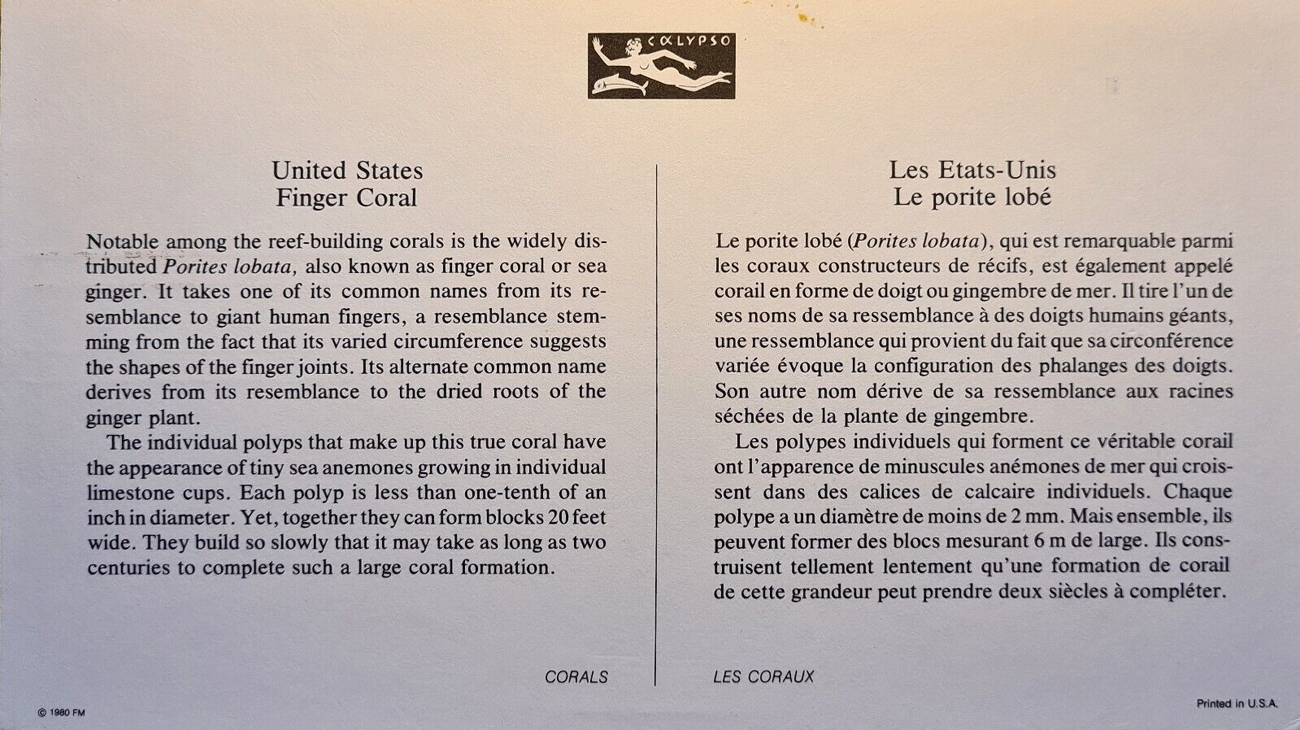 CALYPSO
United States
Finger Coral
Notable among the reef-building corals is the widely dis-
tributed Porites lobata, also known as finger coral or sea
ginger. It takes one of its common names from its re-
semblance to giant human fingers, a resemblance stem-
ming from the fact that its varied circumference suggests
the shapes of the finger joints. Its alternate common name
derives from its resemblance to the dried roots of the
ginger plant.
The individual polyps that make up this true coral have
the appearance of tiny sea anemones growing in individual
limestone cups. Each polyp is less than one-tenth of an
inch in diameter. Yet, together they can form blocks 20 feet
wide. They build so slowly that it may take as long as two
centuries to complete such a large coral formation.
CORALS
© 1980 FM
Les Etats-Unis
Le porite lobé
Le porite lobé (Porites lobata), qui est remarquable parmi
les coraux constructeurs de récifs, est également appelé
corail en forme de doigt ou gingembre de mer. Il tire l'un de
ses noms de sa ressemblance à des doigts humains géants,
une ressemblance qui provient du fait que sa circonférence
variée évoque la configuration des phalanges des doigts.
Son autre nom dérive de sa ressemblance aux racines
séchées de la plante de gingembre.
Les polypes individuels qui forment ce véritable corail
ont l'apparence de minuscules anémones de mer qui crois-
sent dans des calices de calcaire individuels. Chaque
polype a un diamètre de moins de 2 mm. Mais ensemble, ils
peuvent former des blocs mesurant 6 m de large. Ils cons-
truisent tellement lentement qu'une formation de corail
de cette grandeur peut prendre deux siècles à compléter.
LES CORAUX
Printed in U.S.A.